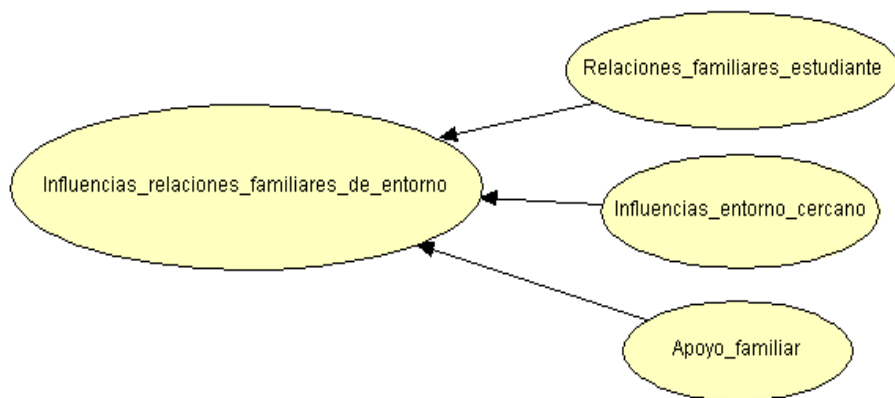 Relaciones_familiares_estudiante
Influencias_relaciones_familiares_de_entorno
Influencias_entorno_cercano
Apoyo_familiar